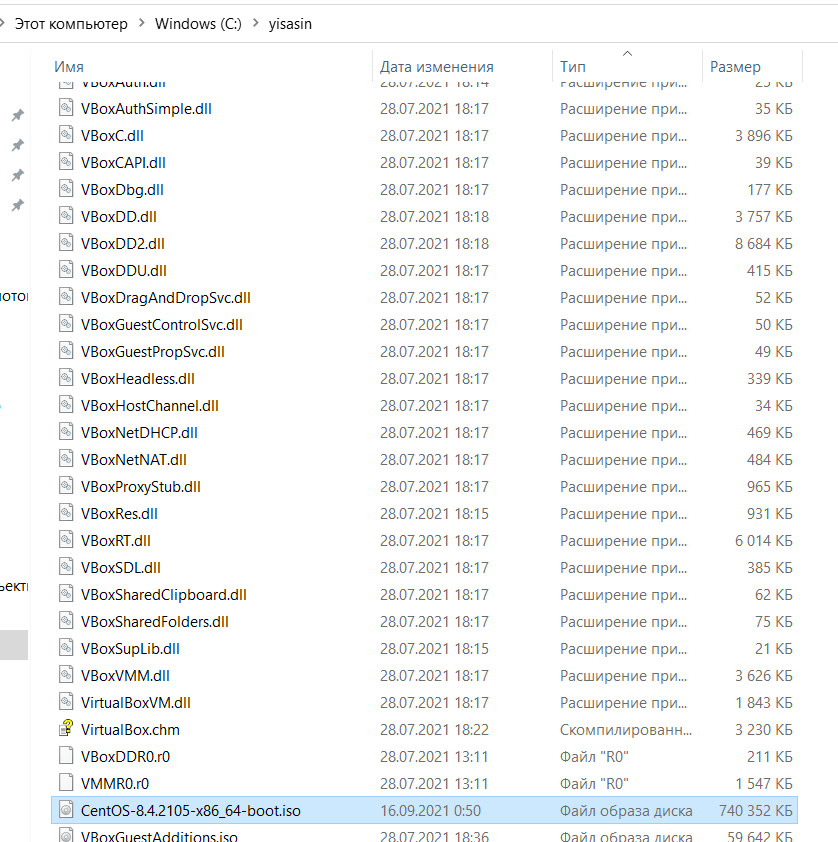 Этот компьютер > Windows (C:) > yisasin
Имя Дата изменения Тип Размер
VBoxAuth.dll 28.07.2021 18:14 Расширение при... 25 КБ
VBoxAuthSimple.dll 28.07.2021 18:17 Расширение при... 35 КБ
VBoxC.dll 28.07.2021 18:17 Расширение при... 3 896 КБ
VBoxCAPI.dll 28.07.2021 18:17 Расширение при... 39 КБ
VBoxDbg.dll 28.07.2021 18:17 Расширение при... 177 КБ
VBoxDD.dll 28.07.2021 18:18 Расширение при... 3 757 КБ
VBoxDD2.dll 28.07.2021 18:18 Расширение при... 8 684 КБ
VBoxDDU.dll 28.07.2021 18:17 Расширение при... 415 КБ
VBoxDragAndDropSvc.dll 28.07.2021 18:17 Расширение при... 52 КБ
VBoxGuestControlSvc.dll 28.07.2021 18:17 Расширение при... 50 КБ
VBoxGuestPropSvc.dll 28.07.2021 18:17 Расширение при... 49 КБ
VBoxHeadless.dll 28.07.2021 18:17 Расширение при... 339 КБ
VBoxHostChannel.dll 28.07.2021 18:17 Расширение при... 34 КБ
VBoxNetDHCP.dll 28.07.2021 18:17 Расширение при... 469 КБ
VBoxNetNAT.dll 28.07.2021 18:17 Расширение при... 484 КБ
VBoxProxyStub.dll 28.07.2021 18:17 Расширение при... 965 КБ
VBoxRes.dll 28.07.2021 18:15 Расширение при... 931 КБ
VBoxRT.dll 28.07.2021 18:17 Расширение при... 6 014 КБ
VBoxSDL.dll 28.07.2021 18:17 Расширение при... 385 КБ
VBoxSharedClipboard.dll 28.07.2021 18:17 Расширение при... 62 КБ
VBoxSharedFolders.dll 28.07.2021 18:17 Расширение при... 75 КБ
VBoxSupLib.dll 28.07.2021 18:15 Расширение при... 21 КБ
VBoxVMM.dll 28.07.2021 18:17 Расширение при... 3 626 КБ
VirtualBoxVM.dll 28.07.2021 18:17 Расширение при... 1 843 КБ
VirtualBox.chm 28.07.2021 18:22 Скомпилированн... 3 230 КБ
VBoxDDR0.r0 28.07.2021 13:11 Файл "R0" 211 КБ
VMMR0.r0 28.07.2021 13:11 Файл "R0" 1 547 КБ
CentOS-8.4.2105-x86_64-boot.iso 16.09.2021 0:50 Файл образа диска 740 352 КБ
VBoxGuestAdditions.iso 28.07.2021 18:36 Файл образа диска 59 642 КБ